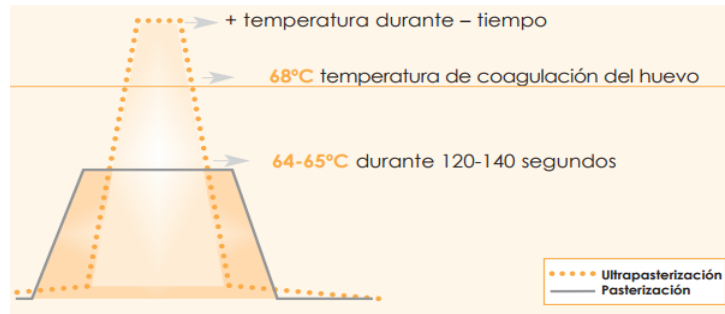 + temperatura durante – tiempo
68ºC temperatura de coagulación del huevo
64-65ºC durante 120-140 segundos
Ultrapasterización
Pasterización